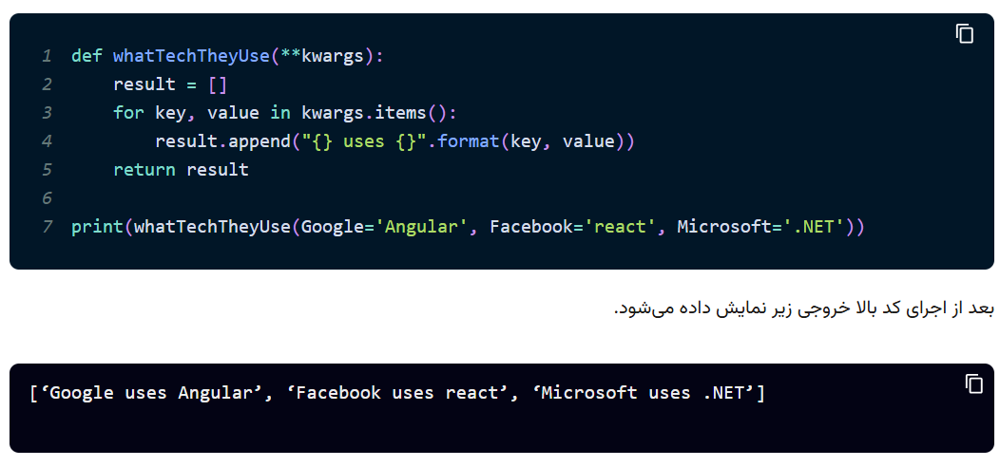 1 def whatTechTheyUse(**kwargs):
2     result = []
3     for key, value in kwargs.items():
4         result.append("{} uses {}".format(key, value))
5     return result
6
7 print(whatTechTheyUse(Google='Angular', Facebook='react', Microsoft='.NET'))
بعد از اجرای کد بالا خروجی زیر نمایش داده می‌شود.
[‘Google uses Angular’, ‘Facebook uses react’, ‘Microsoft uses .NET’]